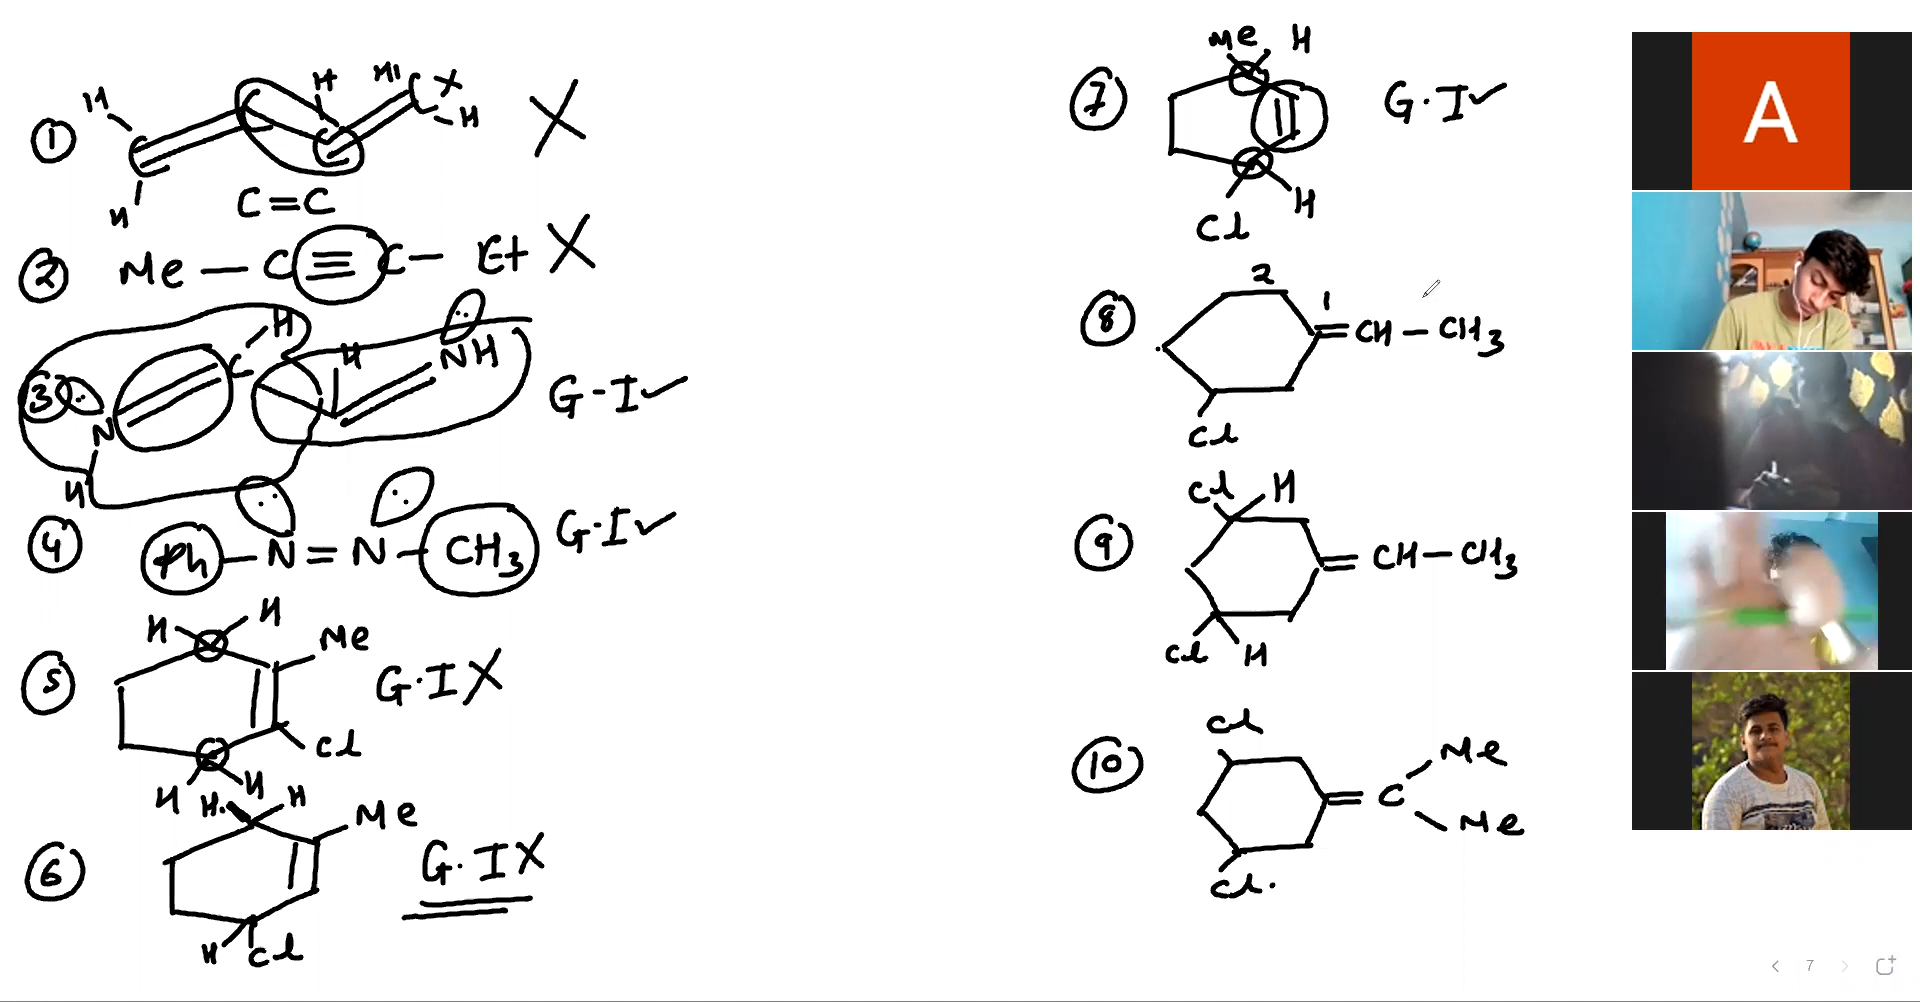 ① H H C C H C H C X H X
C=C
② Me — C ≡ C — Et X
③ H N C H H NH G-I✓
④ Ph — N = N — CH3 G·I✓
⑤ H H Me Cl H H G·I X
⑥ H H Me H Cl G·I X
⑦ Me H Cl H G·I✓
⑧ 2 1 = CH — CH3 Cl
⑨ Cl H = CH — CH3 Cl H
⑩ Cl = C Me Me Cl
A
< 7 >